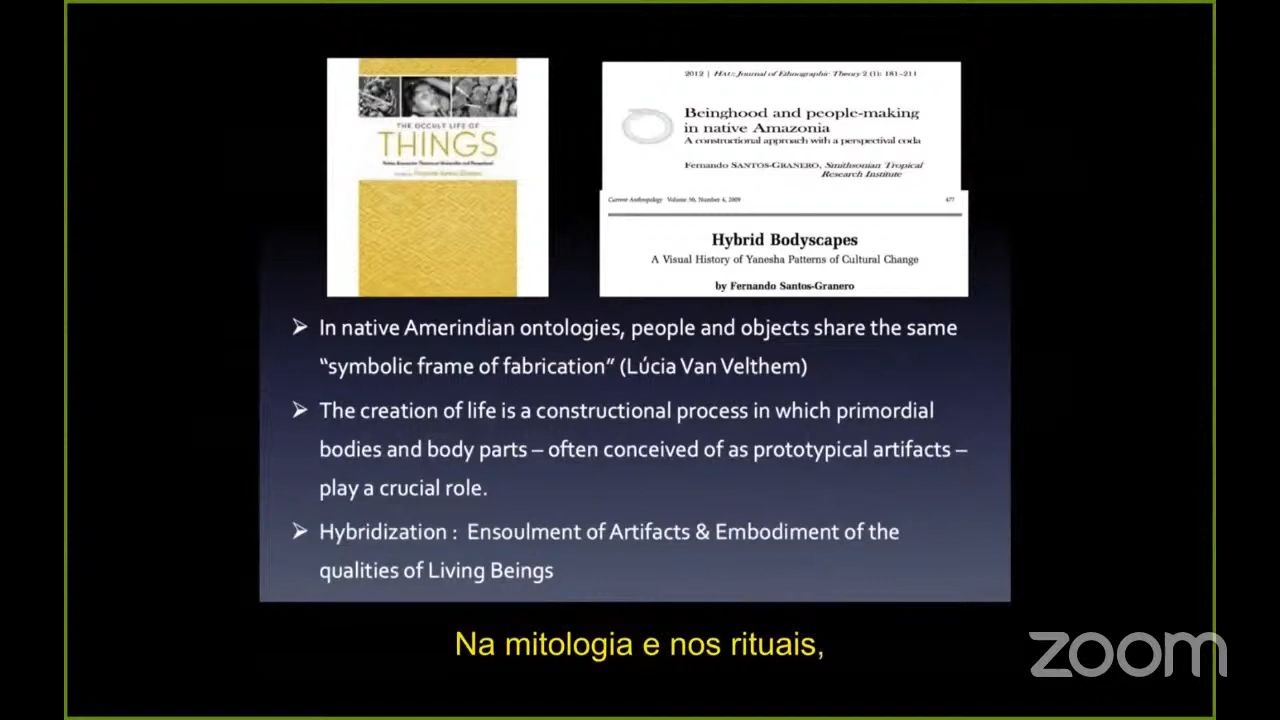 THE OCCULT LIFE OF
THINGS
2012 | HAU: Journal of Ethnographic Theory 2 (1): 181–211
Beinghood and people-making
in native Amazonia
A constructional approach with a perspectival coda
Fernando SANTOS-GRANERO, Smithsonian Tropical
Research Institute
Current Anthropology Volume 50, Number 4, 2009 477
Hybrid Bodyscapes
A Visual History of Yanesha Patterns of Cultural Change
by Fernando Santos-Granero
➢ In native Amerindian ontologies, people and objects share the same
“symbolic frame of fabrication” (Lúcia Van Velthem)
➢ The creation of life is a constructional process in which primordial
bodies and body parts – often conceived of as prototypical artifacts –
play a crucial role.
➢ Hybridization : Ensoulment of Artifacts & Embodiment of the
qualities of Living Beings
Na mitologia e nos rituais,
zoom